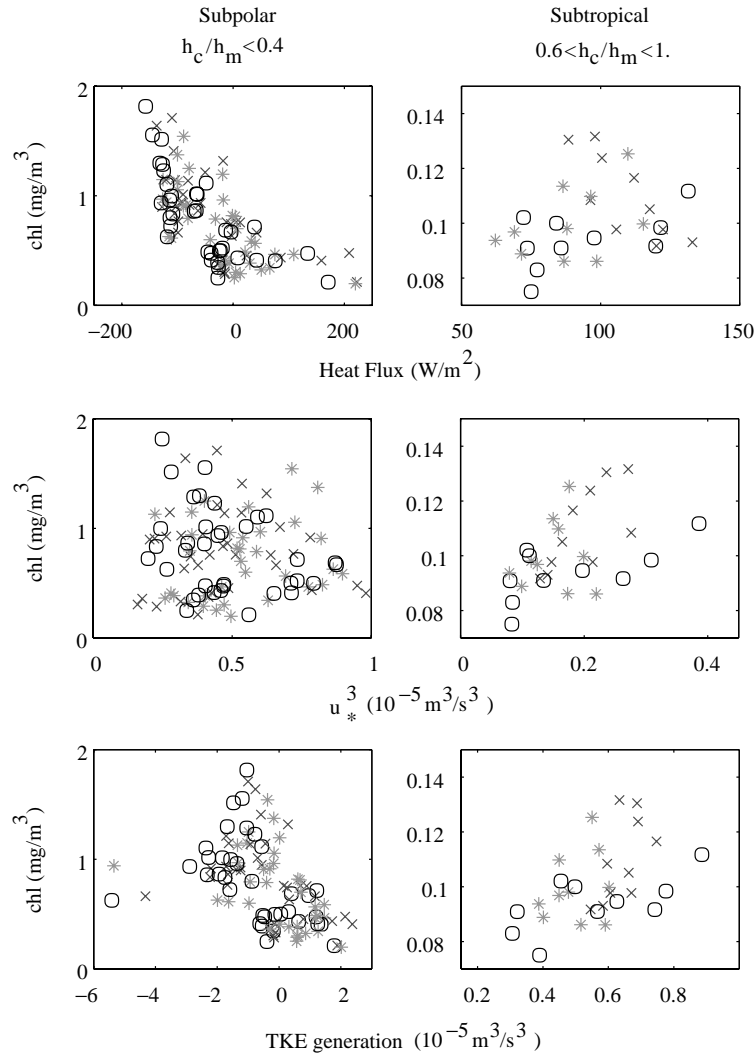 Subpolar
Subtropical
h_c/h_m<0.4
0.6<h_c/h_m<1.
2
1
0
chl (mg/m^3)
−200 0 200
0.14
0.12
0.1
0.08
50 100 150
Heat Flux (W/m^2)
2
1
0
chl (mg/m^3)
0 0.5 1
0.14
0.12
0.1
0.08
0 0.2 0.4
u_*^3 (10^−5 m^3/s^3)
2
1
0
chl (mg/m^3)
−6 −4 −2 0 2
0.14
0.12
0.1
0.08
0.2 0.4 0.6 0.8
TKE generation (10^−5 m^3/s^3)